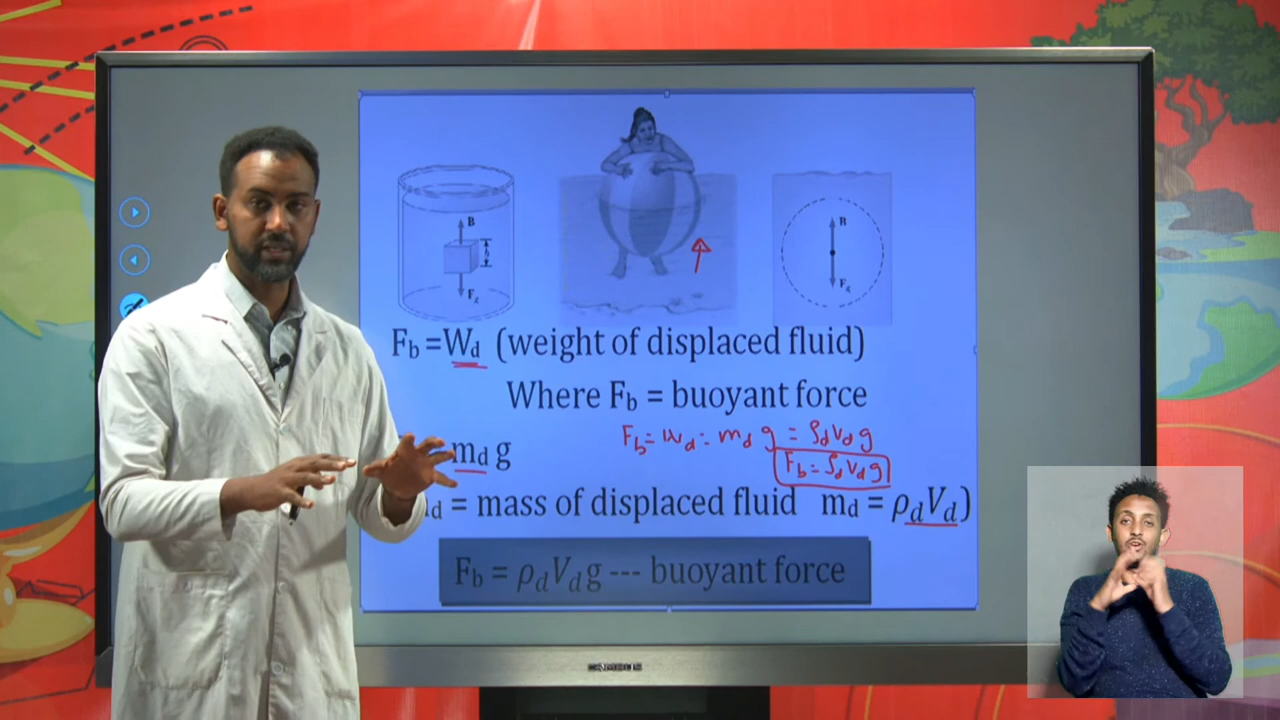 B
h
F_g
B
F_g
F_b = W_d (weight of displaced fluid)
Where F_b = buoyant force
F_b = W_d = m_d g = ρ_d V_d g
F_b = ρ_d V_d g
m_d g
_d = mass of displaced fluid m_d = ρ_d V_d)
F_b = ρ_d V_d g --- buoyant force